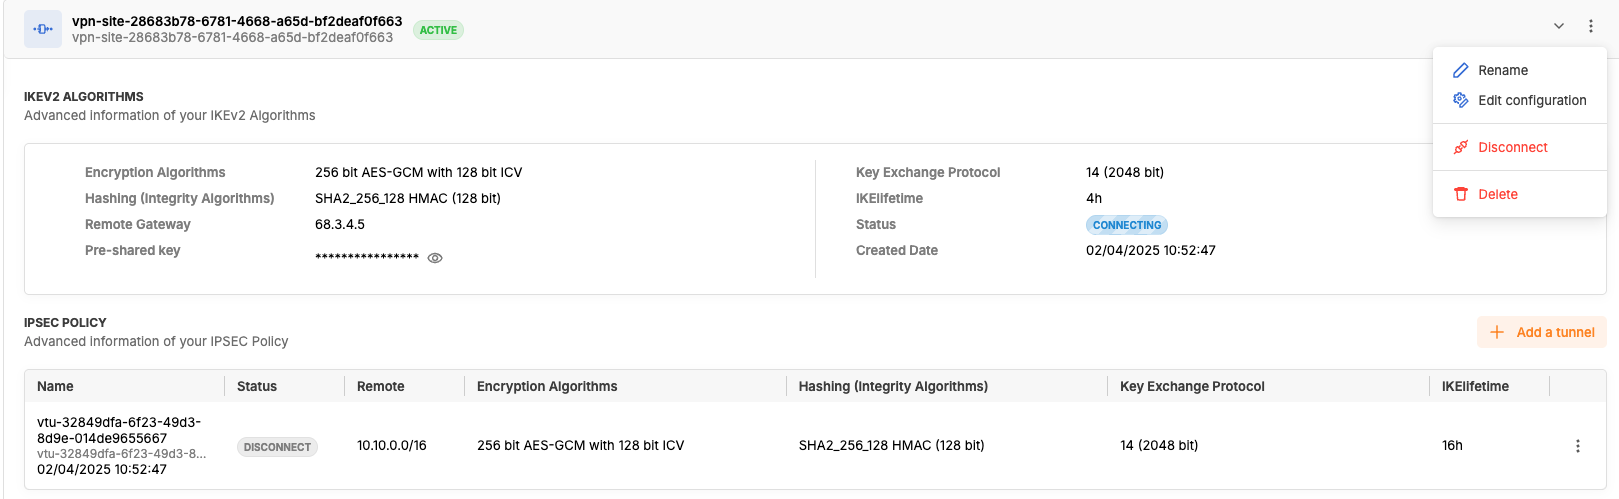 vpn-site-28683b78-6781-4668-a65d-bf2deaf0f663
vpn-site-28683b78-6781-4668-a65d-bf2deaf0f663
ACTIVE
Rename
Edit configuration
Disconnect
Delete
IKEV2 ALGORITHMS
Advanced information of your IKEv2 Algorithms
Encryption Algorithms 256 bit AES-GCM with 128 bit ICV
Hashing (Integrity Algorithms) SHA2_256_128 HMAC (128 bit)
Remote Gateway 68.3.4.5
Pre-shared key ****************
Key Exchange Protocol 14 (2048 bit)
IKElifetime 4h
Status CONNECTING
Created Date 02/04/2025 10:52:47
IPSEC POLICY
Advanced information of your IPSEC Policy
Add a tunnel
Name Status Remote Encryption Algorithms Hashing (Integrity Algorithms) Key Exchange Protocol IKElifetime
vtu-32849dfa-6f23-49d3-
8d9e-014de9655667
vtu-32849dfa-6f23-49d3-8...
02/04/2025 10:52:47
DISCONNECT 10.10.0.0/16 256 bit AES-GCM with 128 bit ICV SHA2_256_128 HMAC (128 bit) 14 (2048 bit) 16h